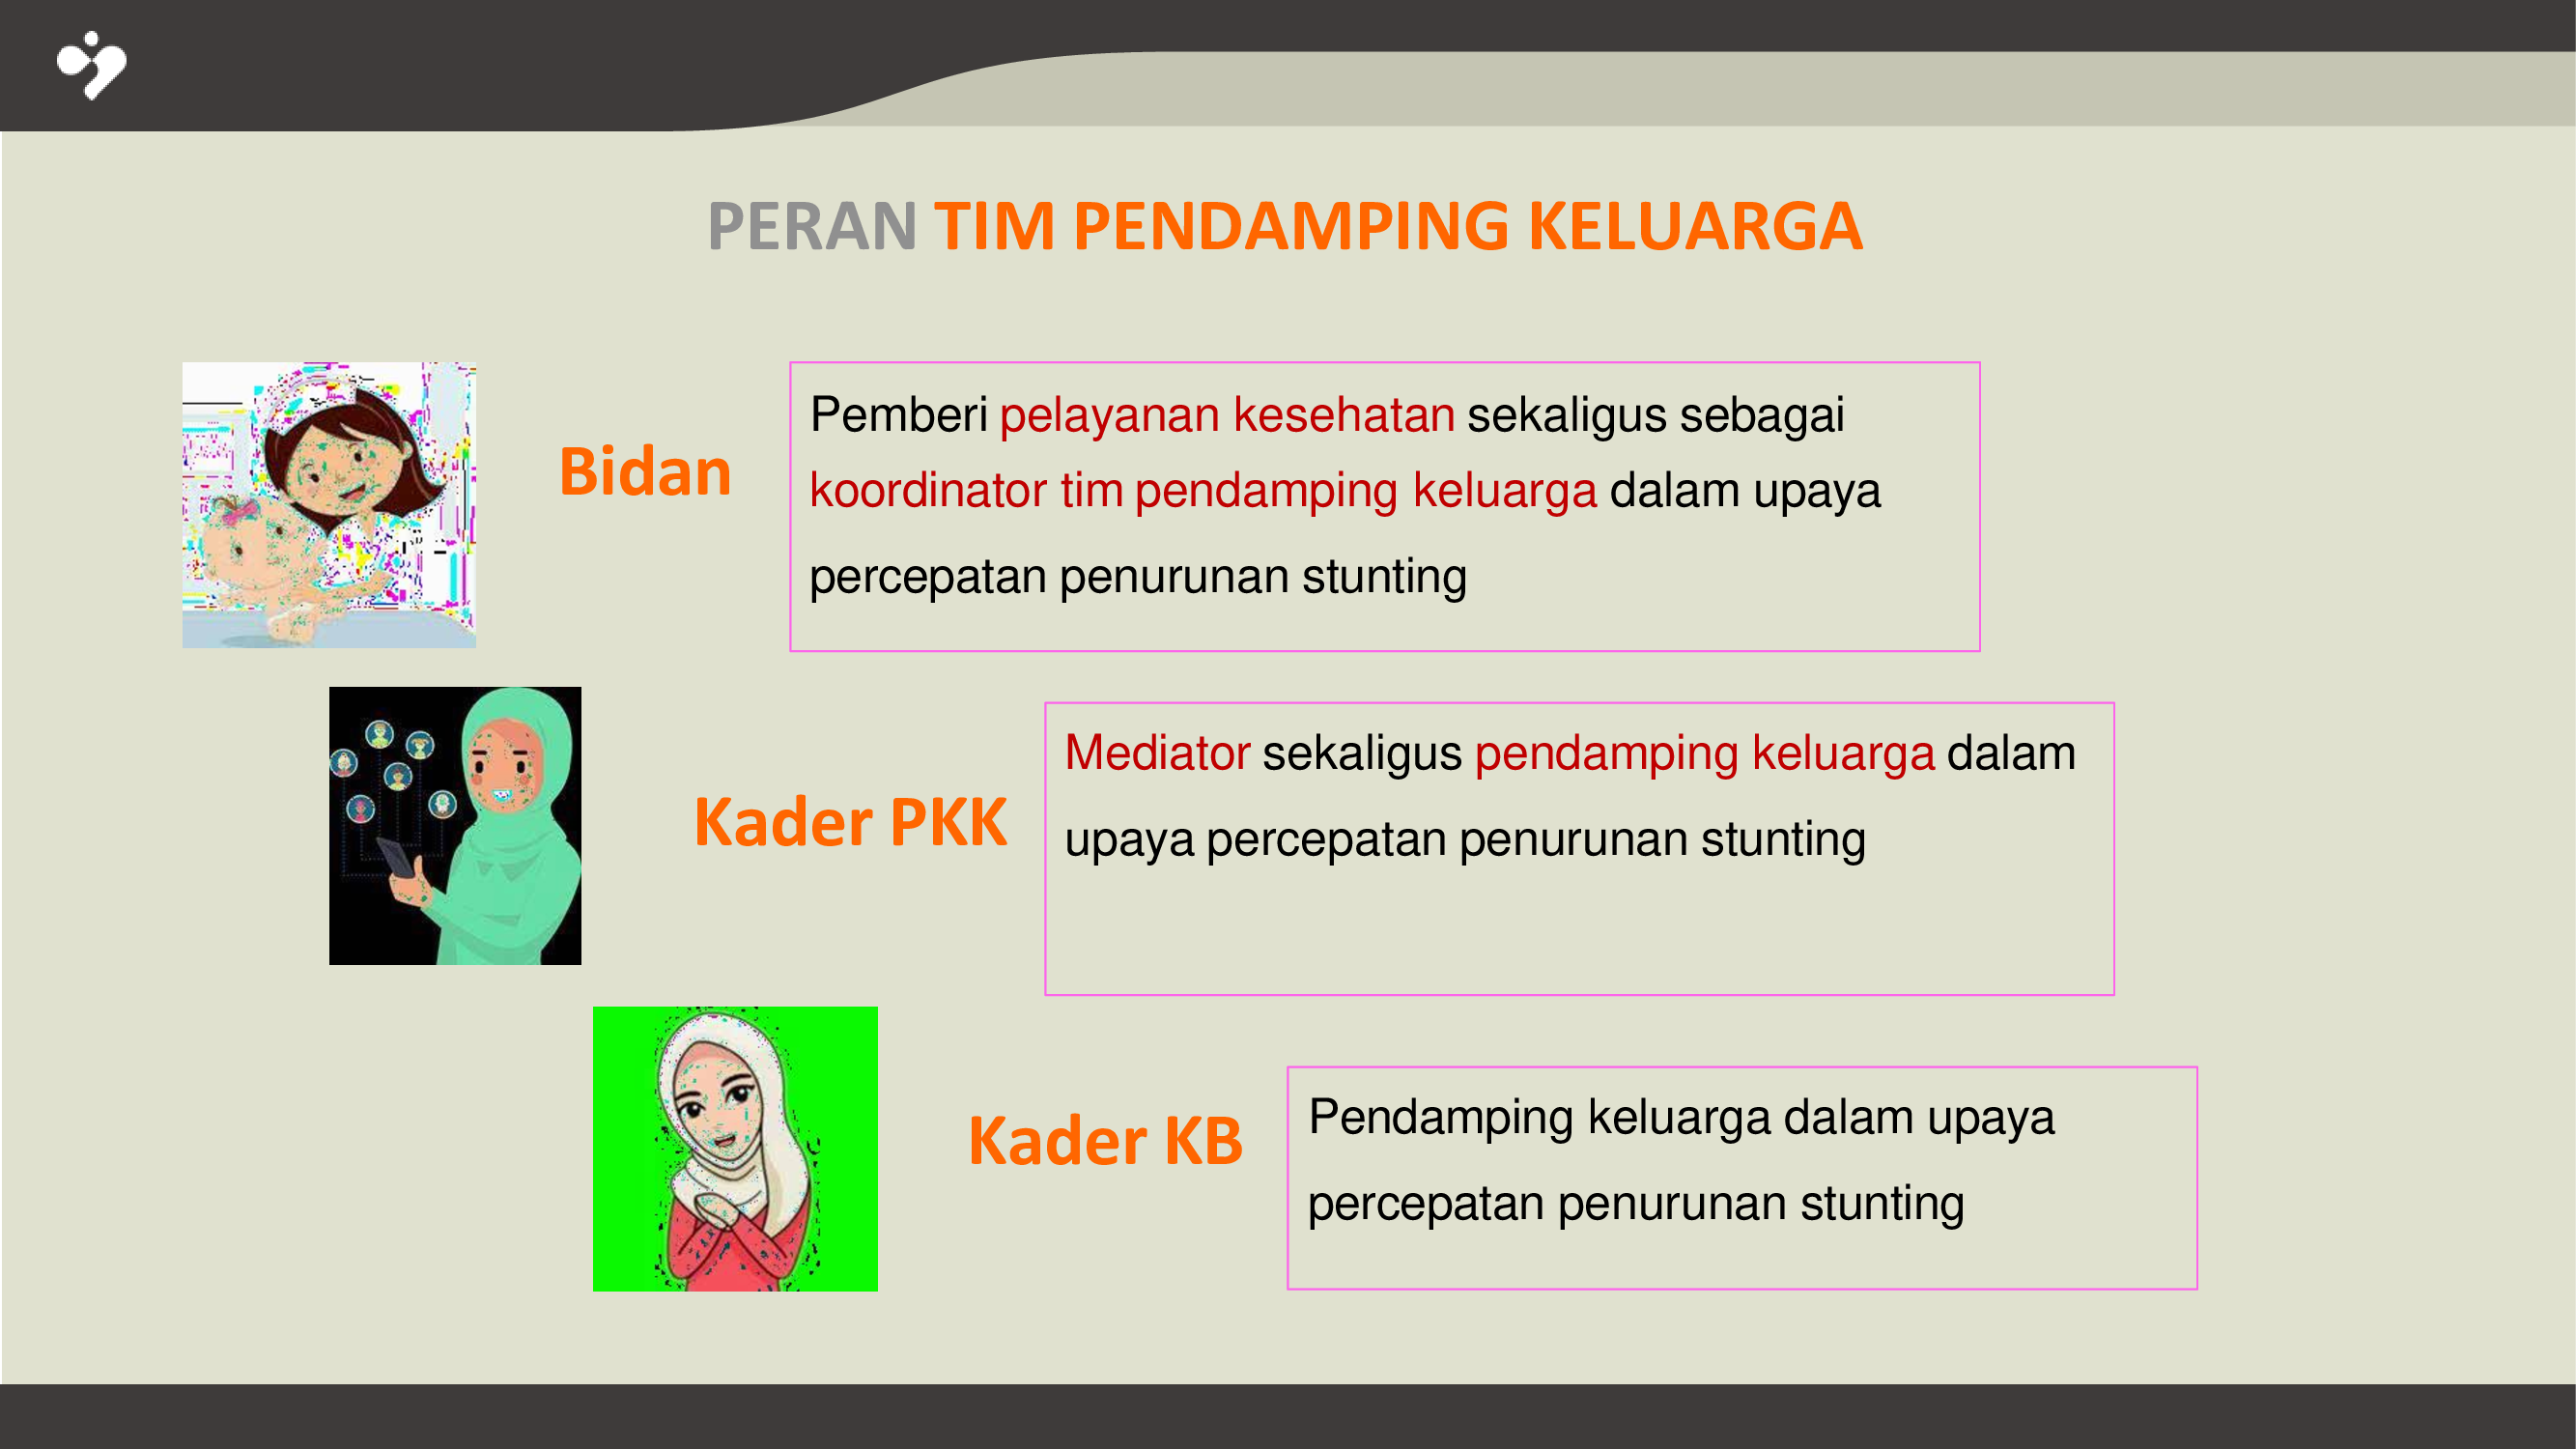 PERAN TIM PENDAMPING KELUARGA
Bidan
Pemberi pelayanan kesehatan sekaligus sebagai
koordinator tim pendamping keluarga dalam upaya
percepatan penurunan stunting
Kader PKK
Mediator sekaligus pendamping keluarga dalam
upaya percepatan penurunan stunting
Kader KB
Pendamping keluarga dalam upaya
percepatan penurunan stunting